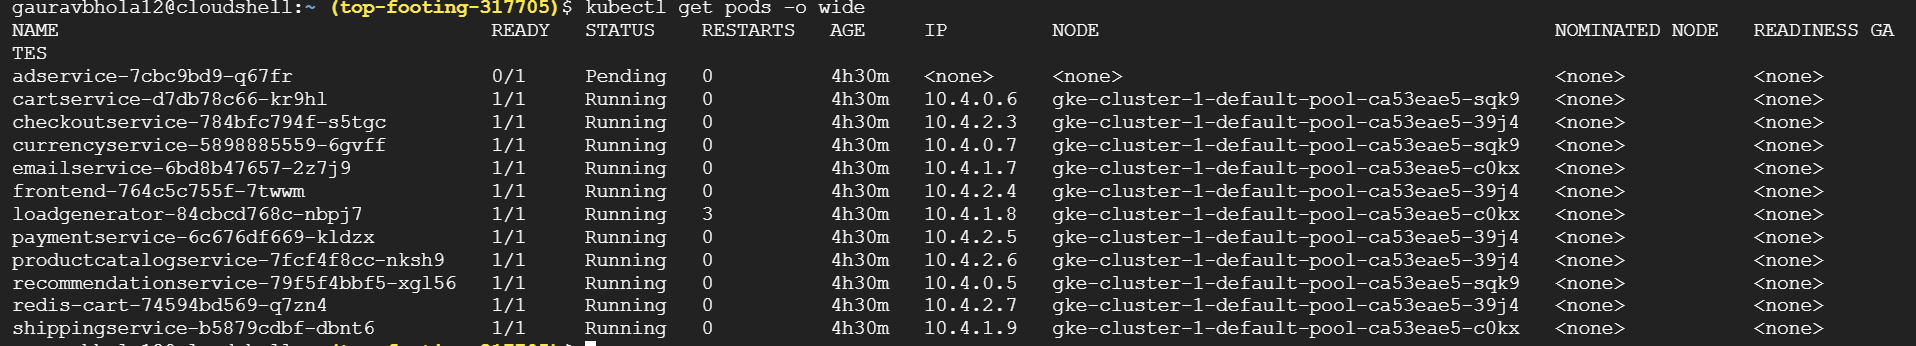 gauravbhola12@cloudshell:~ (top-footing-317705)$ kubectl get pods -o wide
NAME READY STATUS RESTARTS AGE IP NODE NOMINATED NODE READINESS GA
TES
adservice-7cbc9bd9-q67fr 0/1 Pending 0 4h30m <none> <none> <none> <none>
cartservice-d7db78c66-kr9hl 1/1 Running 0 4h30m 10.4.0.6 gke-cluster-1-default-pool-ca53eae5-sqk9 <none> <none>
checkoutservice-784bfc794f-s5tgc 1/1 Running 0 4h30m 10.4.2.3 gke-cluster-1-default-pool-ca53eae5-39j4 <none> <none>
currencyservice-5898885559-6gvff 1/1 Running 0 4h30m 10.4.0.7 gke-cluster-1-default-pool-ca53eae5-sqk9 <none> <none>
emailservice-6bd8b47657-2z7j9 1/1 Running 0 4h30m 10.4.1.7 gke-cluster-1-default-pool-ca53eae5-c0kx <none> <none>
frontend-764c5c755f-7twwm 1/1 Running 0 4h30m 10.4.2.4 gke-cluster-1-default-pool-ca53eae5-39j4 <none> <none>
loadgenerator-84cbcd768c-nbpj7 1/1 Running 3 4h30m 10.4.1.8 gke-cluster-1-default-pool-ca53eae5-c0kx <none> <none>
paymentservice-6c676df669-kldzx 1/1 Running 0 4h30m 10.4.2.5 gke-cluster-1-default-pool-ca53eae5-39j4 <none> <none>
productcatalogservice-7fcf4f8cc-nksh9 1/1 Running 0 4h30m 10.4.2.6 gke-cluster-1-default-pool-ca53eae5-39j4 <none> <none>
recommendationservice-79f5f4bbf5-xgl56 1/1 Running 0 4h30m 10.4.0.5 gke-cluster-1-default-pool-ca53eae5-sqk9 <none> <none>
redis-cart-74594bd569-q7zn4 1/1 Running 0 4h30m 10.4.2.7 gke-cluster-1-default-pool-ca53eae5-39j4 <none> <none>
shippingservice-b5879cdbf-dbnt6 1/1 Running 0 4h30m 10.4.1.9 gke-cluster-1-default-pool-ca53eae5-c0kx <none> <none>